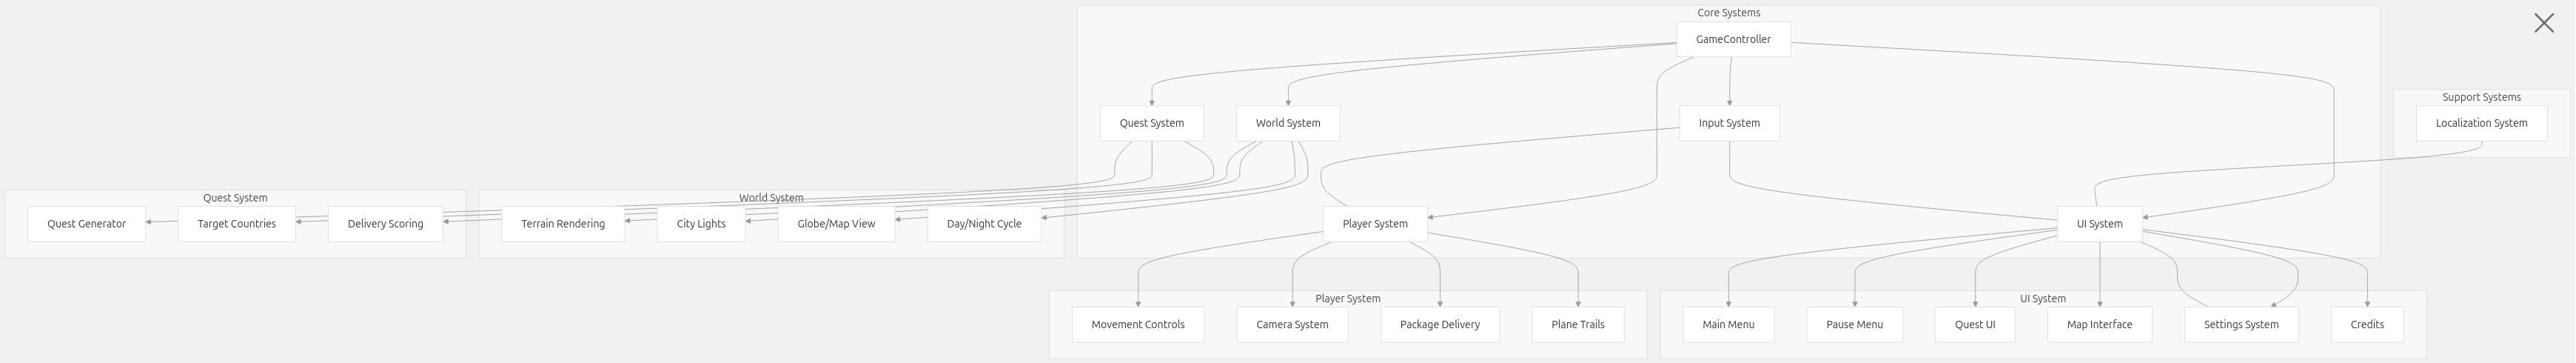 Core Systems
GameController
Support Systems
Quest System
World System
Input System
Localization System
Quest System
World System
Quest Generator
Target Countries
Delivery Scoring
Terrain Rendering
City Lights
Globe/Map View
Day/Night Cycle
Player System
UI System
Player System
UI System
Movement Controls
Camera System
Package Delivery
Plane Trails
Main Menu
Pause Menu
Quest UI
Map Interface
Settings System
Credits